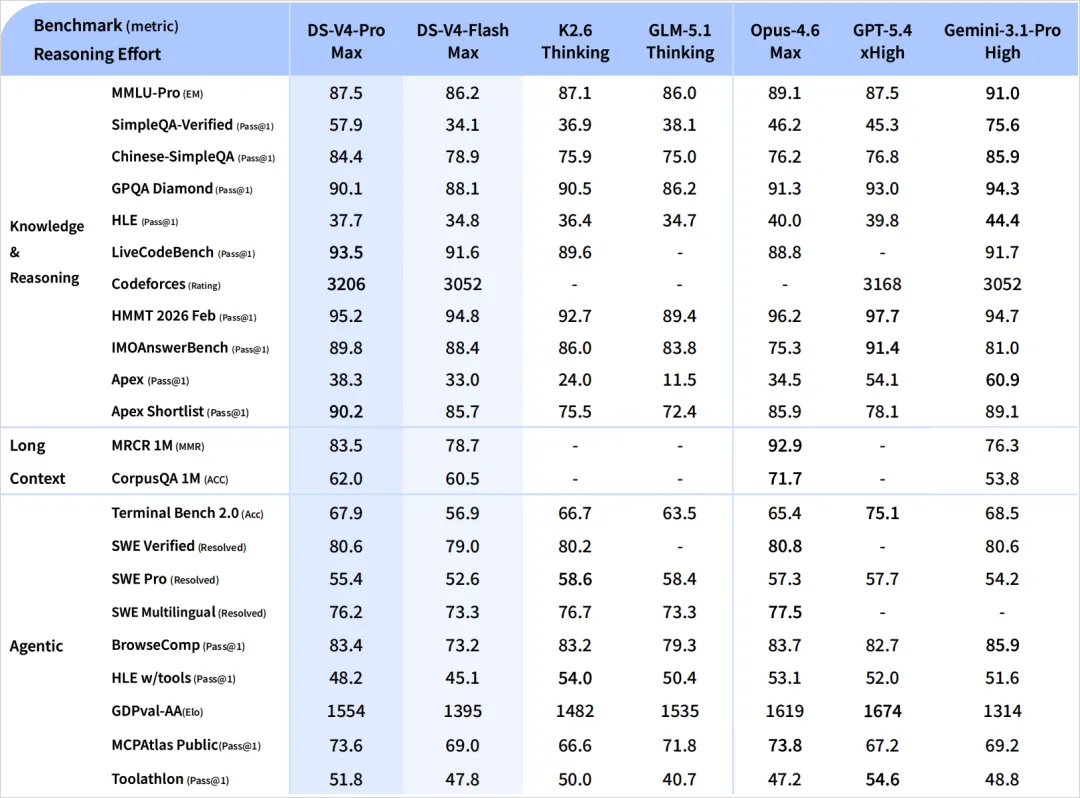 Benchmark (metric)
Reasoning Effort
DS-V4-Pro Max
DS-V4-Flash Max
K2.6 Thinking
GLM-5.1 Thinking
Opus-4.6 Max
GPT-5.4 xHigh
Gemini-3.1-Pro High
Knowledge & Reasoning
MMLU-Pro (EM) 87.5 86.2 87.1 86.0 89.1 87.5 91.0
SimpleQA-Verified (Pass@1) 57.9 34.1 36.9 38.1 46.2 45.3 75.6
Chinese-SimpleQA (Pass@1) 84.4 78.9 75.9 75.0 76.2 76.8 85.9
GPQA Diamond (Pass@1) 90.1 88.1 90.5 86.2 91.3 93.0 94.3
HLE (Pass@1) 37.7 34.8 36.4 34.7 40.0 39.8 44.4
LiveCodeBench (Pass@1) 93.5 91.6 89.6 - 88.8 - 91.7
Codeforces (Rating) 3206 3052 - - - 3168 3052
HMMT 2026 Feb (Pass@1) 95.2 94.8 92.7 89.4 96.2 97.7 94.7
IMOAnswerBench (Pass@1) 89.8 88.4 86.0 83.8 75.3 91.4 81.0
Apex (Pass@1) 38.3 33.0 24.0 11.5 34.5 54.1 60.9
Apex Shortlist (Pass@1) 90.2 85.7 75.5 72.4 85.9 78.1 89.1
Long Context
MRCR 1M (MMR) 83.5 78.7 - - 92.9 - 76.3
CorpusQA 1M (ACC) 62.0 60.5 - - 71.7 - 53.8
Agentic
Terminal Bench 2.0 (Acc) 67.9 56.9 66.7 63.5 65.4 75.1 68.5
SWE Verified (Resolved) 80.6 79.0 80.2 - 80.8 - 80.6
SWE Pro (Resolved) 55.4 52.6 58.6 58.4 57.3 57.7 54.2
SWE Multilingual (Resolved) 76.2 73.3 76.7 73.3 77.5 - -
BrowseComp (Pass@1) 83.4 73.2 83.2 79.3 83.7 82.7 85.9
HLE w/tools (Pass@1) 48.2 45.1 54.0 50.4 53.1 52.0 51.6
GDPval-AA(Elo) 1554 1395 1482 1535 1619 1674 1314
MCPAtlas Public(Pass@1) 73.6 69.0 66.6 71.8 73.8 67.2 69.2
Toolathlon (Pass@1) 51.8 47.8 50.0 40.7 47.2 54.6 48.8